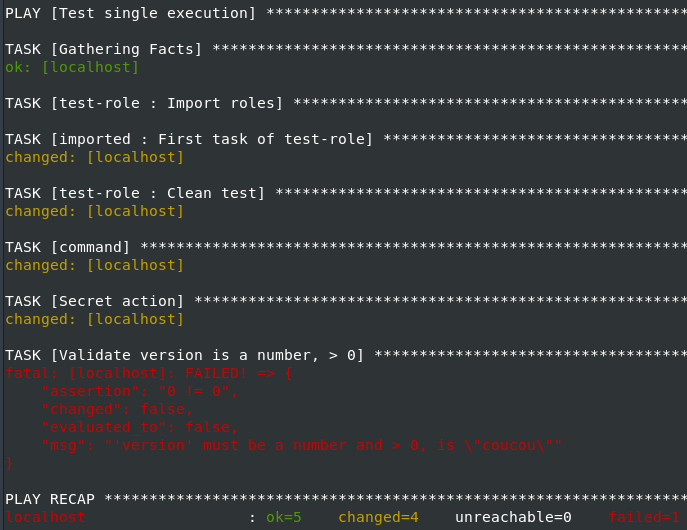 PLAY [Test single execution] ***********************************************
TASK [Gathering Facts] *****************************************************
ok: [localhost]
TASK [test-role : Import roles] ********************************************
TASK [imported : First task of test-role] **********************************
changed: [localhost]
TASK [test-role : Clean test] **********************************************
changed: [localhost]
TASK [command] *************************************************************
changed: [localhost]
TASK [Secret action] *******************************************************
changed: [localhost]
TASK [Validate version is a number, > 0] ***********************************
fatal: [localhost]: FAILED! => {
"assertion": "0 != 0",
"changed": false,
"evaluated_to": false,
"msg": "'version' must be a number and > 0, is \"coucou\""
}
PLAY RECAP *****************************************************************
localhost : ok=5 changed=4 unreachable=0 failed=1